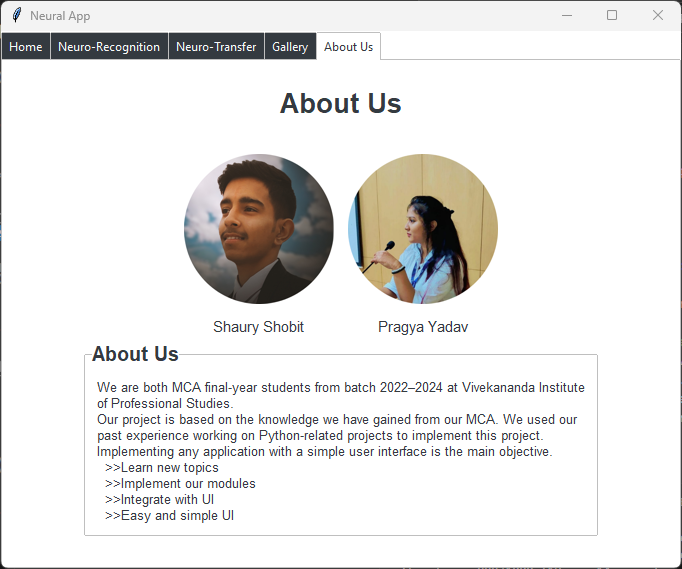 Neural App
Home Neuro-Recognition Neuro-Transfer Gallery About Us
About Us
Shaury Shobit Pragya Yadav
About Us
We are both MCA final-year students from batch 2022–2024 at Vivekananda Institute
of Professional Studies.
Our project is based on the knowledge we have gained from our MCA. We used our
past experience working on Python-related projects to implement this project.
Implementing any application with a simple user interface is the main objective.
>>Learn new topics
>>Implement our modules
>>Integrate with UI
>>Easy and simple UI